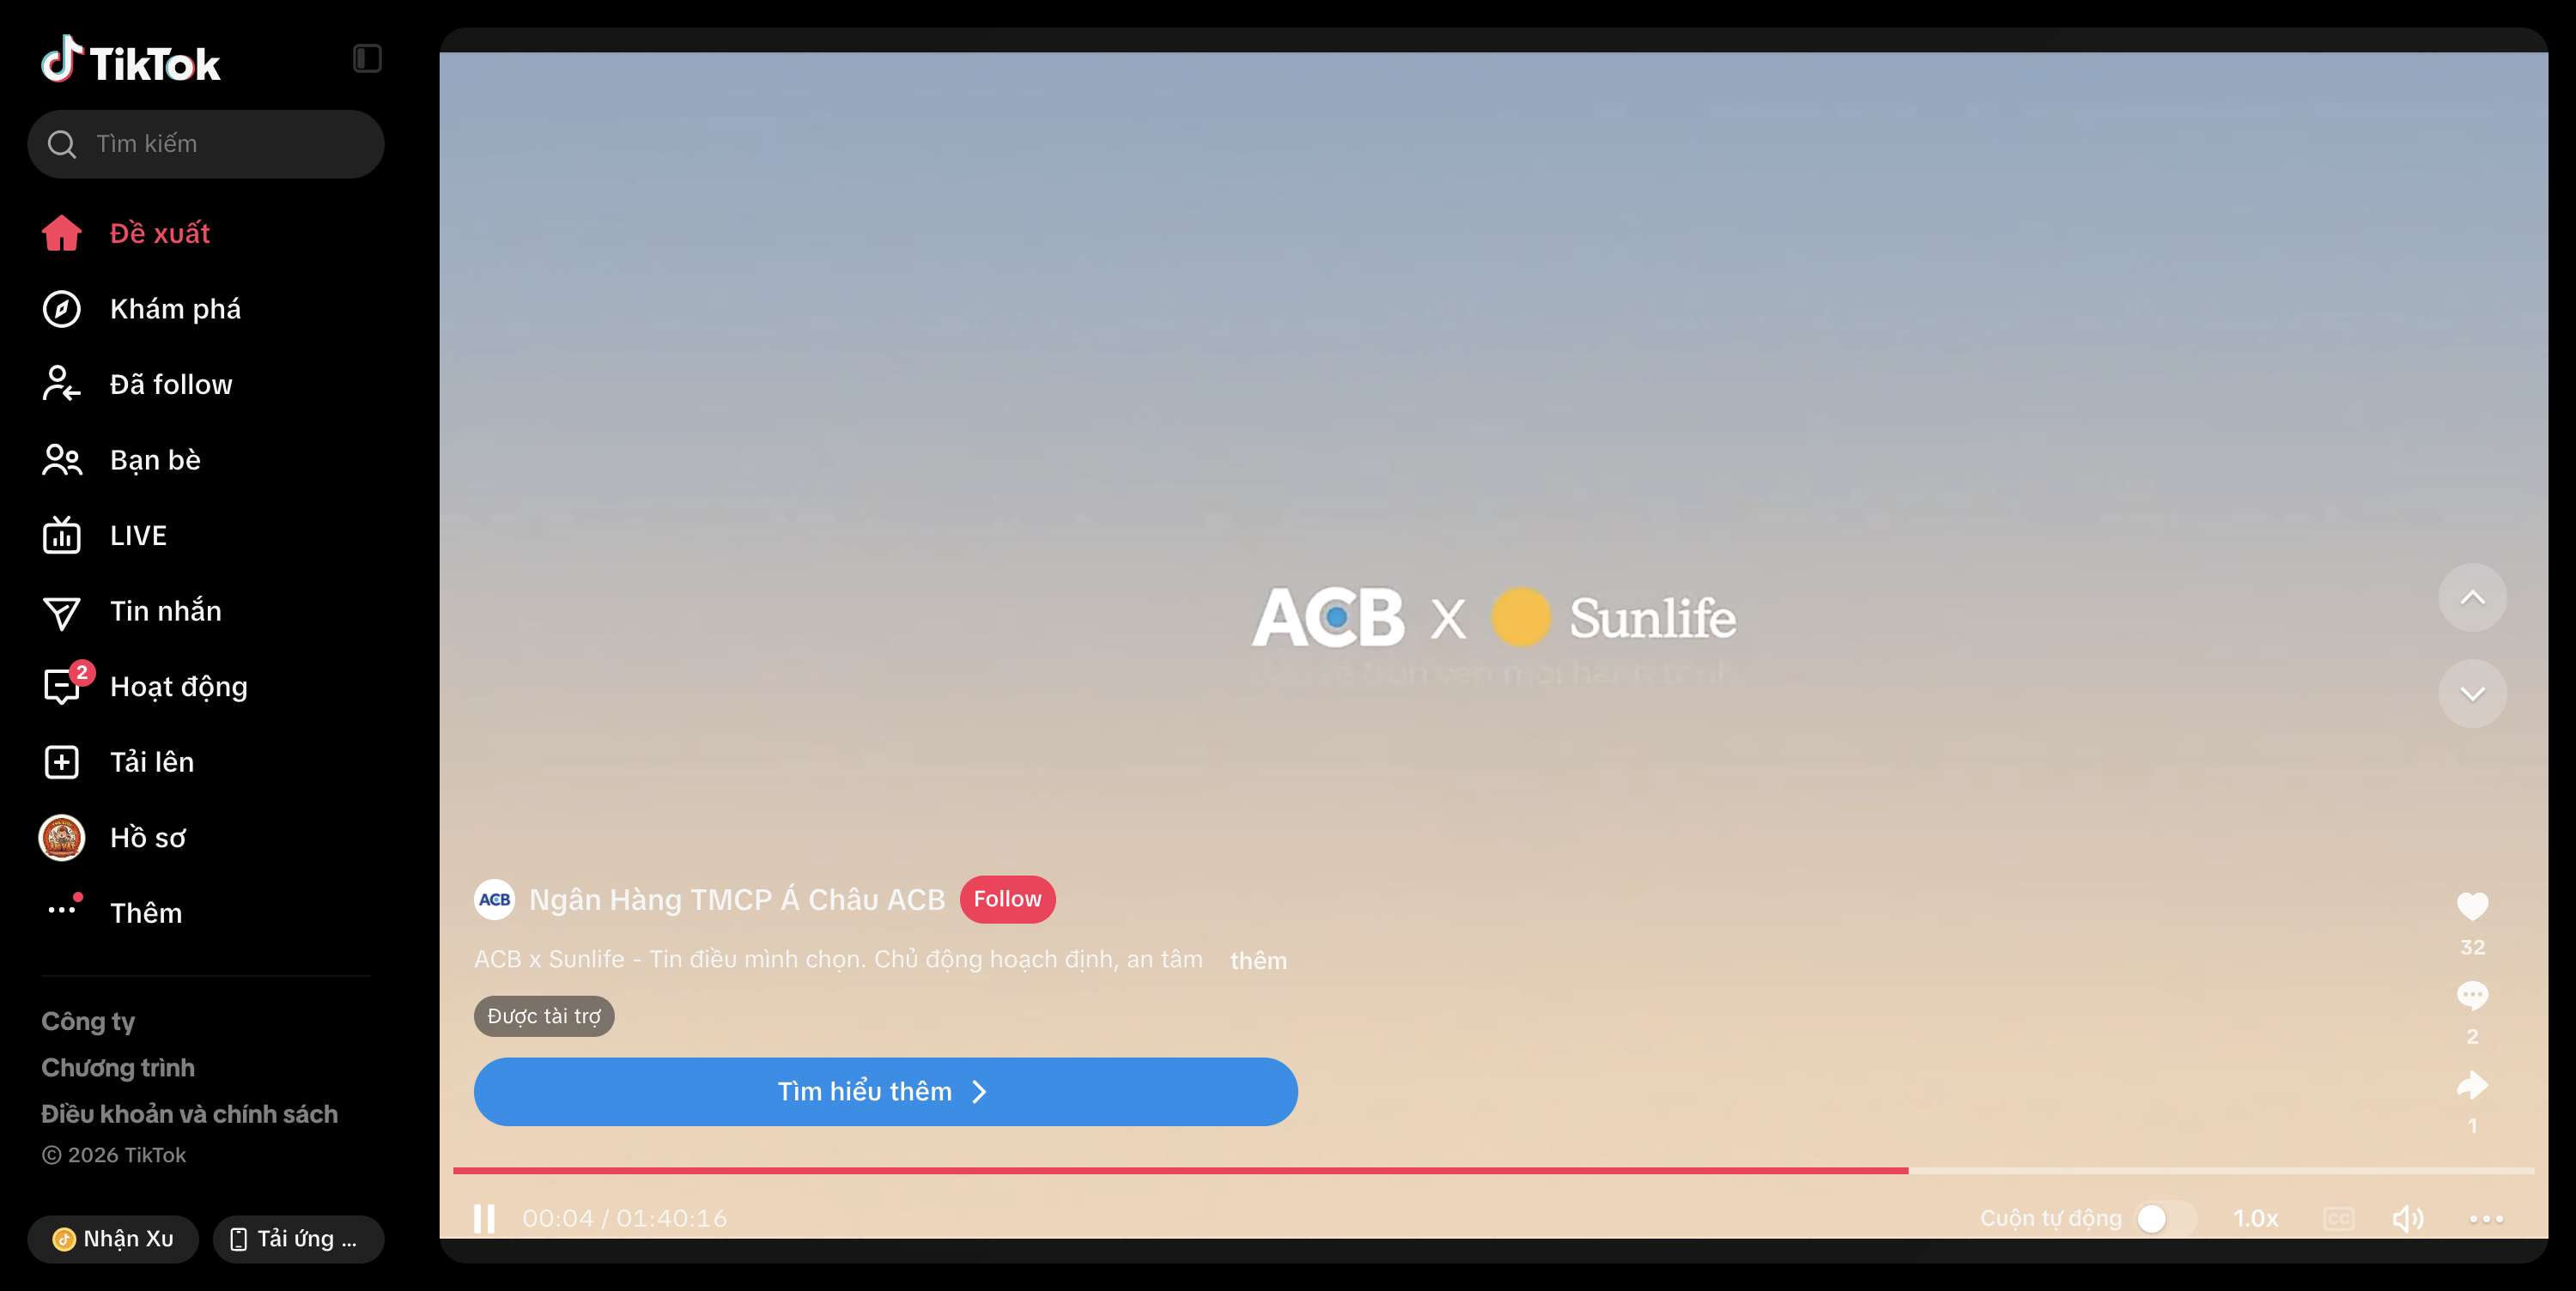 TikTok
Tìm kiếm
Đề xuất
Khám phá
Đã follow
Bạn bè
LIVE
Tin nhắn
2
Hoạt động
Tải lên
Hồ sơ
Thêm
Công ty
Chương trình
Điều khoản và chính sách
© 2026 TikTok
Nhận Xu
Tải ứng ...
ACB X Sunlife
ACB Ngân Hàng TMCP Á Châu ACB Follow
ACB x Sunlife - Tin điều mình chọn. Chủ động hoạch định, an tâm thêm
Được tài trợ
Tìm hiểu thêm
32
2
1
00:04 / 01:40:16
Cuộn tự động
1.0x
CC